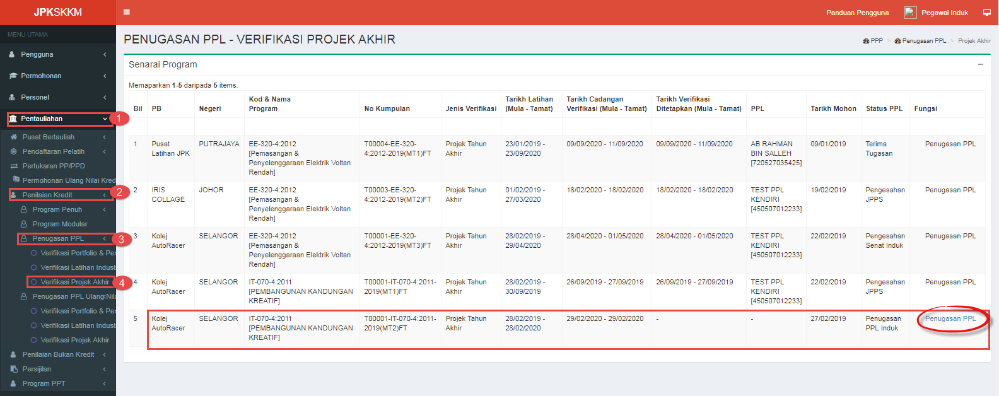 JPKSKKM
Panduan Pengguna
Pegawai Induk
MENU UTAMA
Pengguna
Permohonan
Personel
Pentauliahan
1
Pusat Bertauliah
Pendaftaran Pelatih
Pertukaran PP/PPD
Permohonan Ulang Nilai Kred
Penilaian Kredit
2
Program Penuh
Program Modular
Penugasan PPL
3
Verifikasi Portfolio & Per
Verifikasi Latihan Industr
Verifikasi Projek Akhir
4
Penugasan PPL Ulang Nila
Verifikasi Portfolio & Per
Verifikasi Latihan Industr
Verifikasi Projek Akhir
Penilaian Bukan Kredit
Persijilan
Program PPT
PENUGASAN PPL - VERIFIKASI PROJEK AKHIR
PPP > Penugasan PPL > Projek Akhir
Senarai Program
Memaparkan 1-5 daripada 5 items.
Bil
PB
Negeri
Kod & Nama
Program
No Kumpulan
Jenis Verifikasi
Tarikh Latihan
(Mula - Tamat)
Tarikh Cadangan
Verifikasi (Mula - Tamat)
Tarikh Verifikasi
Ditetapkan (Mula - Tamat)
PPL
Tarikh Mohon
Status PPL
Fungsi
1
Pusat
Latihan JPK
PUTRAJAYA
EE-320-4:2012
[Pemasangan &
Penyelenggaraan Elektrik Voltan
Rendah]
T00004-EE-320-
4:2012-2019(MT1)FT
Projek Tahun
Akhir
23/01/2019 -
23/09/2020
09/09/2020 - 11/09/2020
09/09/2020 - 11/09/2020
AB RAHMAN
BIN SALLEH
[720527035425]
09/01/2019
Terima
Tugasan
Penugasan PPL
2
IRIS
COLLAGE
JOHOR
EE-320-4:2012
[Pemasangan &
Penyelenggaraan Elektrik Voltan
Rendah]
T00003-EE-320-
4:2012-2019(MT2)FT
Projek Tahun
Akhir
01/02/2019 -
27/03/2020
18/02/2020 - 18/02/2020
18/02/2020 - 18/02/2020
TEST PPL
KENDIRI
[450507012233]
19/02/2019
Pengesahan
JPPS
Penugasan PPL
3
Kolej
AutoRacer
SELANGOR
EE-320-4:2012
[Pemasangan &
Penyelenggaraan Elektrik Voltan
Rendah]
T00001-EE-320-
4:2012-2019(MT3)FT
Projek Tahun
Akhir
28/02/2019 -
29/04/2020
28/04/2020 - 01/05/2020
28/04/2020 - 01/05/2020
TEST PPL
KENDIRI
[450507012233]
22/02/2019
Pengesahan
Senat Induk
Penugasan PPL
4
Kolej
AutoRacer
SELANGOR
IT-070-4:2011
[PEMBANGUNAN KANDUNGAN
KREATIF]
T00001-IT-070-4:2011-
2019(MT1)FT
Projek Tahun
Akhir
28/02/2019 -
30/09/2019
26/09/2019 - 27/09/2019
26/09/2019 - 27/09/2019
TEST PPL
KENDIRI
[450507012233]
22/02/2019
Pengesahan
JPPS
Penugasan PPL
5
Kolej
AutoRacer
SELANGOR
IT-070-4:2011
[PEMBANGUNAN KANDUNGAN
KREATIF]
T00001-IT-070-4:2011-
2019(MT2)FT
Projek Tahun
Akhir
28/02/2019 -
28/02/2020
29/02/2020 - 29/02/2020
-
-
27/02/2019
Penugasan
PPL Induk
Penugasan PPL